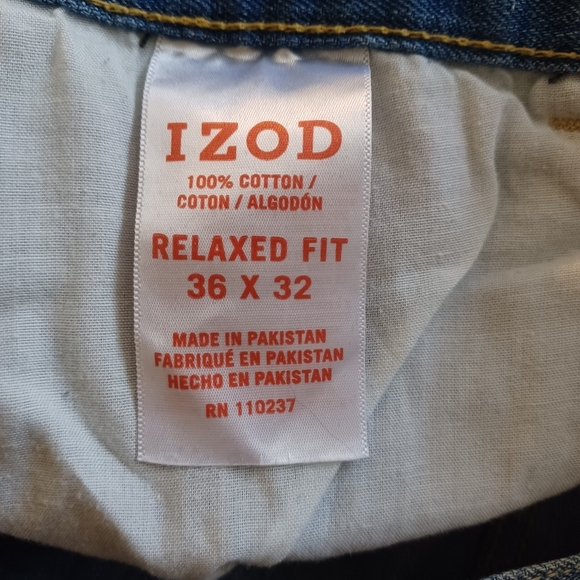 IZOD
100% COTTON /
COTON / ALGODÓN
RELAXED FIT
36 X 32
MADE IN PAKISTAN
FABRIQUÉ EN PAKISTAN
HECHO EN PAKISTAN
RN 110237